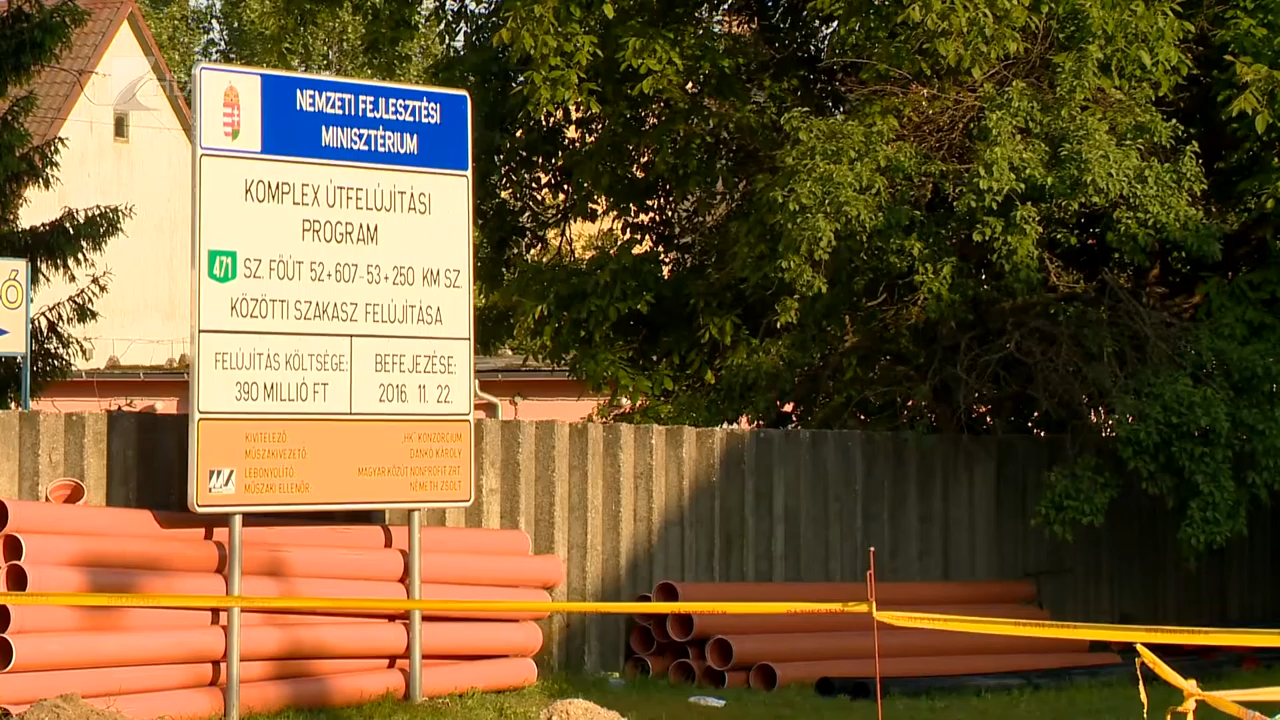 NEMZETI FEJLESZTÉSI
MINISZTÉRIUM
KOMPLEX ÚTFELÚJÍTÁSI
PROGRAM
471 SZ. FŐÚT 52+607-53+250 KM SZ.
KÖZÖTTI SZAKASZ FELÚJÍTÁSA
FELÚJÍTÁS KÖLTSÉGE:
390 MILLIÓ FT
BEFEJEZÉSE:
2016. 11. 22.
KIVITELEZŐ: „HK" KONZORCIUM
MŰSZAKI VEZETŐ: DANKÓ KÁROLY
LEBONYOLÍTÓ: MAGYAR KÖZÚT NONPROFIT ZRT.
MŰSZAKI ELLENŐR: NÉMETH ZSOLT
Ó
GÁZVESZÉLY